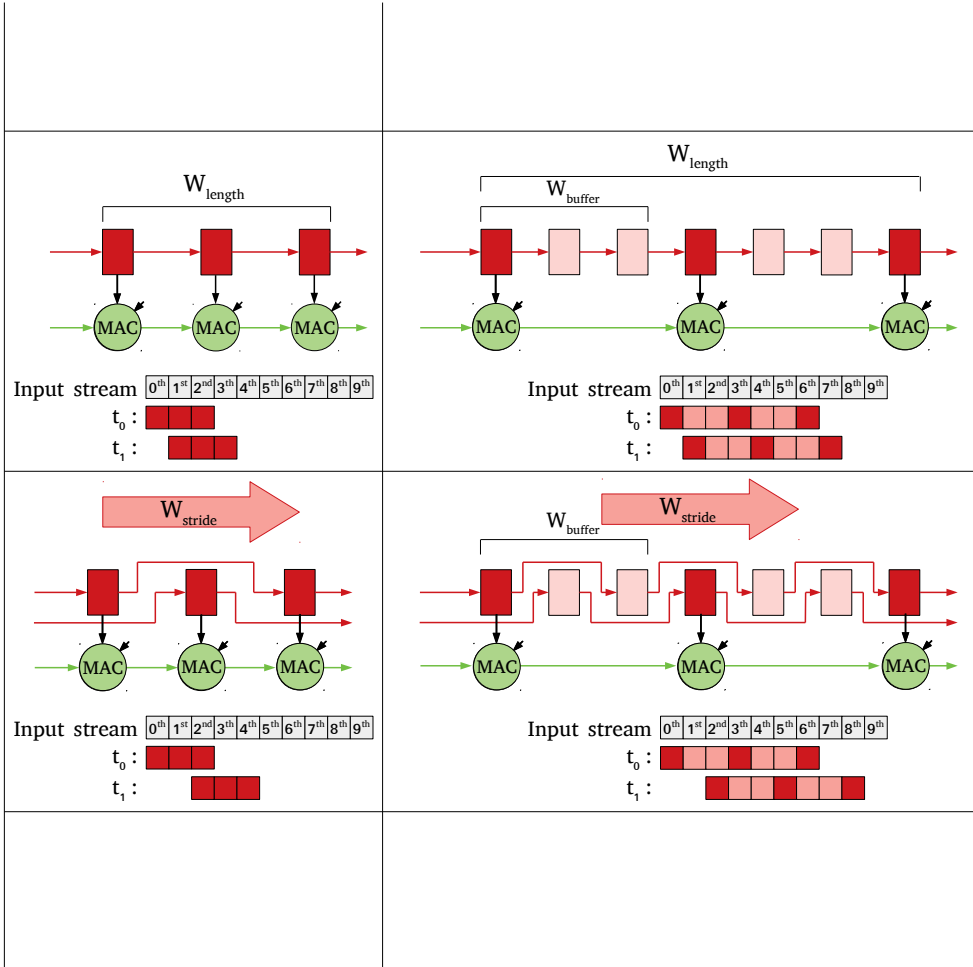 W_length
MAC MAC MAC
Input stream 0th 1st 2nd 3th 4th 5th 6th 7th 8th 9th
t0 :
t1 :
W_length
W_buffer
MAC MAC MAC
Input stream 0th 1st 2nd 3th 4th 5th 6th 7th 8th 9th
t0 :
t1 :
W_stride
MAC MAC MAC
Input stream 0th 1st 2nd 3th 4th 5th 6th 7th 8th 9th
t0 :
t1 :
W_stride
W_buffer
MAC MAC MAC
Input stream 0th 1st 2nd 3th 4th 5th 6th 7th 8th 9th
t0 :
t1 :